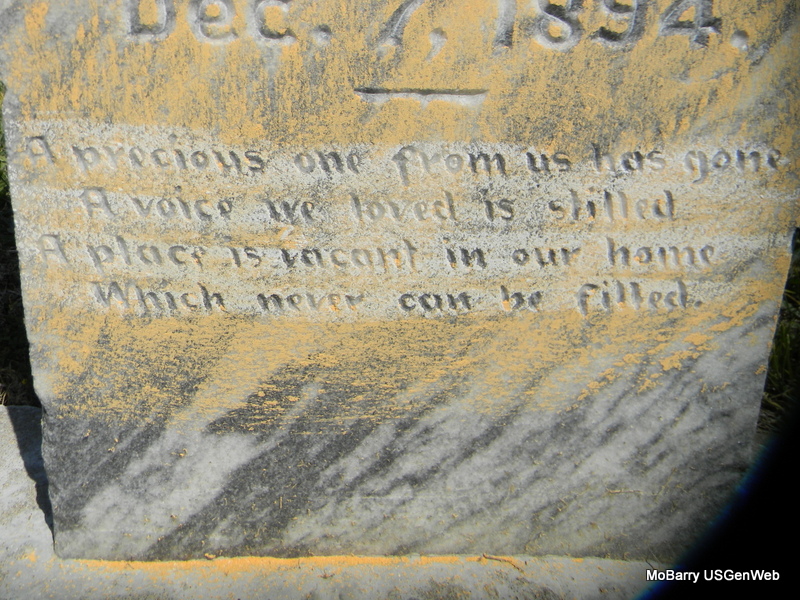 Dec. 7, 1894.
A precious one from us has gone
A voice we loved is stilled
A place is vacant in our home
Which never can be filled.
MoBarry USGenWeb